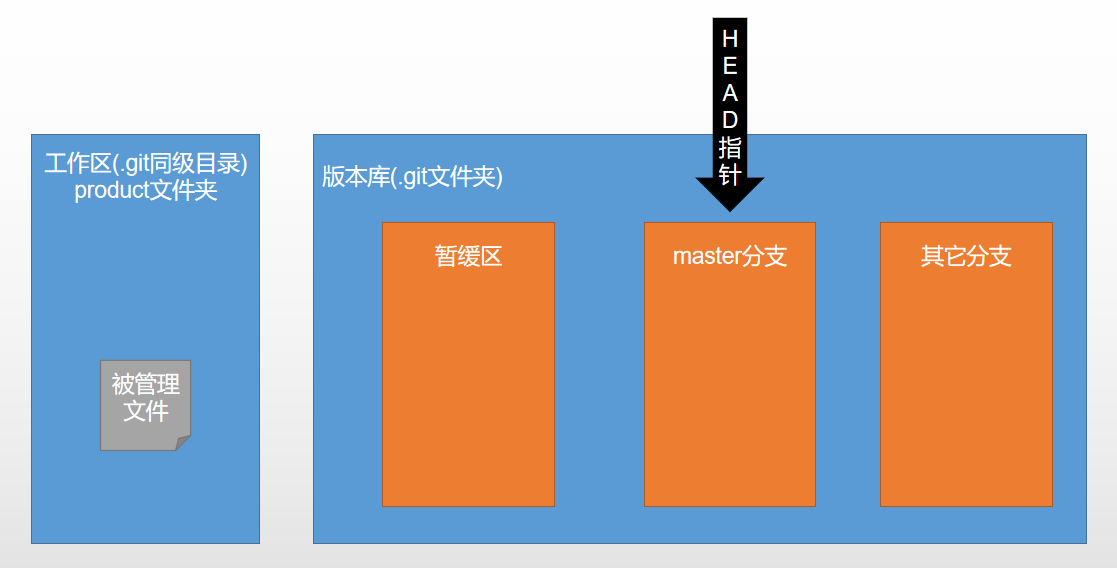 HEAD指针
工作区(.git同级目录)
product文件夹
版本库(.git文件夹)
暂缓区
master分支
其它分支
被管理
文件